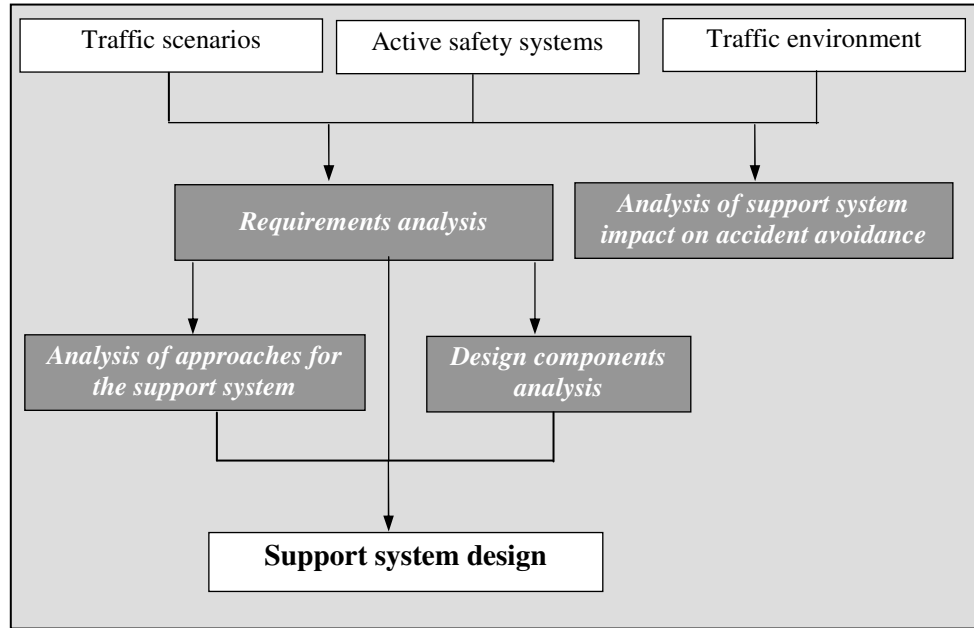 Traffic scenarios
Active safety systems
Traffic environment
Requirements analysis
Analysis of support system
impact on accident avoidance
Analysis of approaches for
the support system
Design components
analysis
Support system design